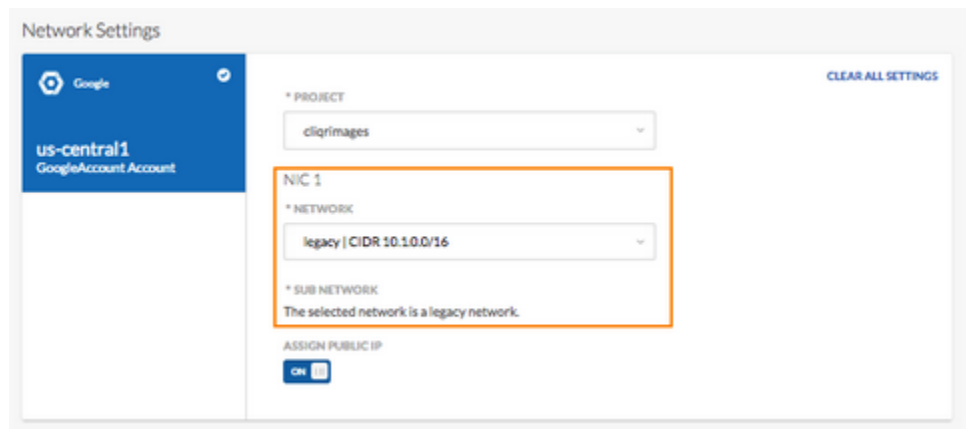 Network Settings
Google
us-central1
GoogleAccount Account
CLEAR ALL SETTINGS
* PROJECT
cliqrimages
NIC 1
* NETWORK
legacy | CIDR 10.1.0.0/16
* SUB NETWORK
The selected network is a legacy network.
ASSIGN PUBLIC IP
ON